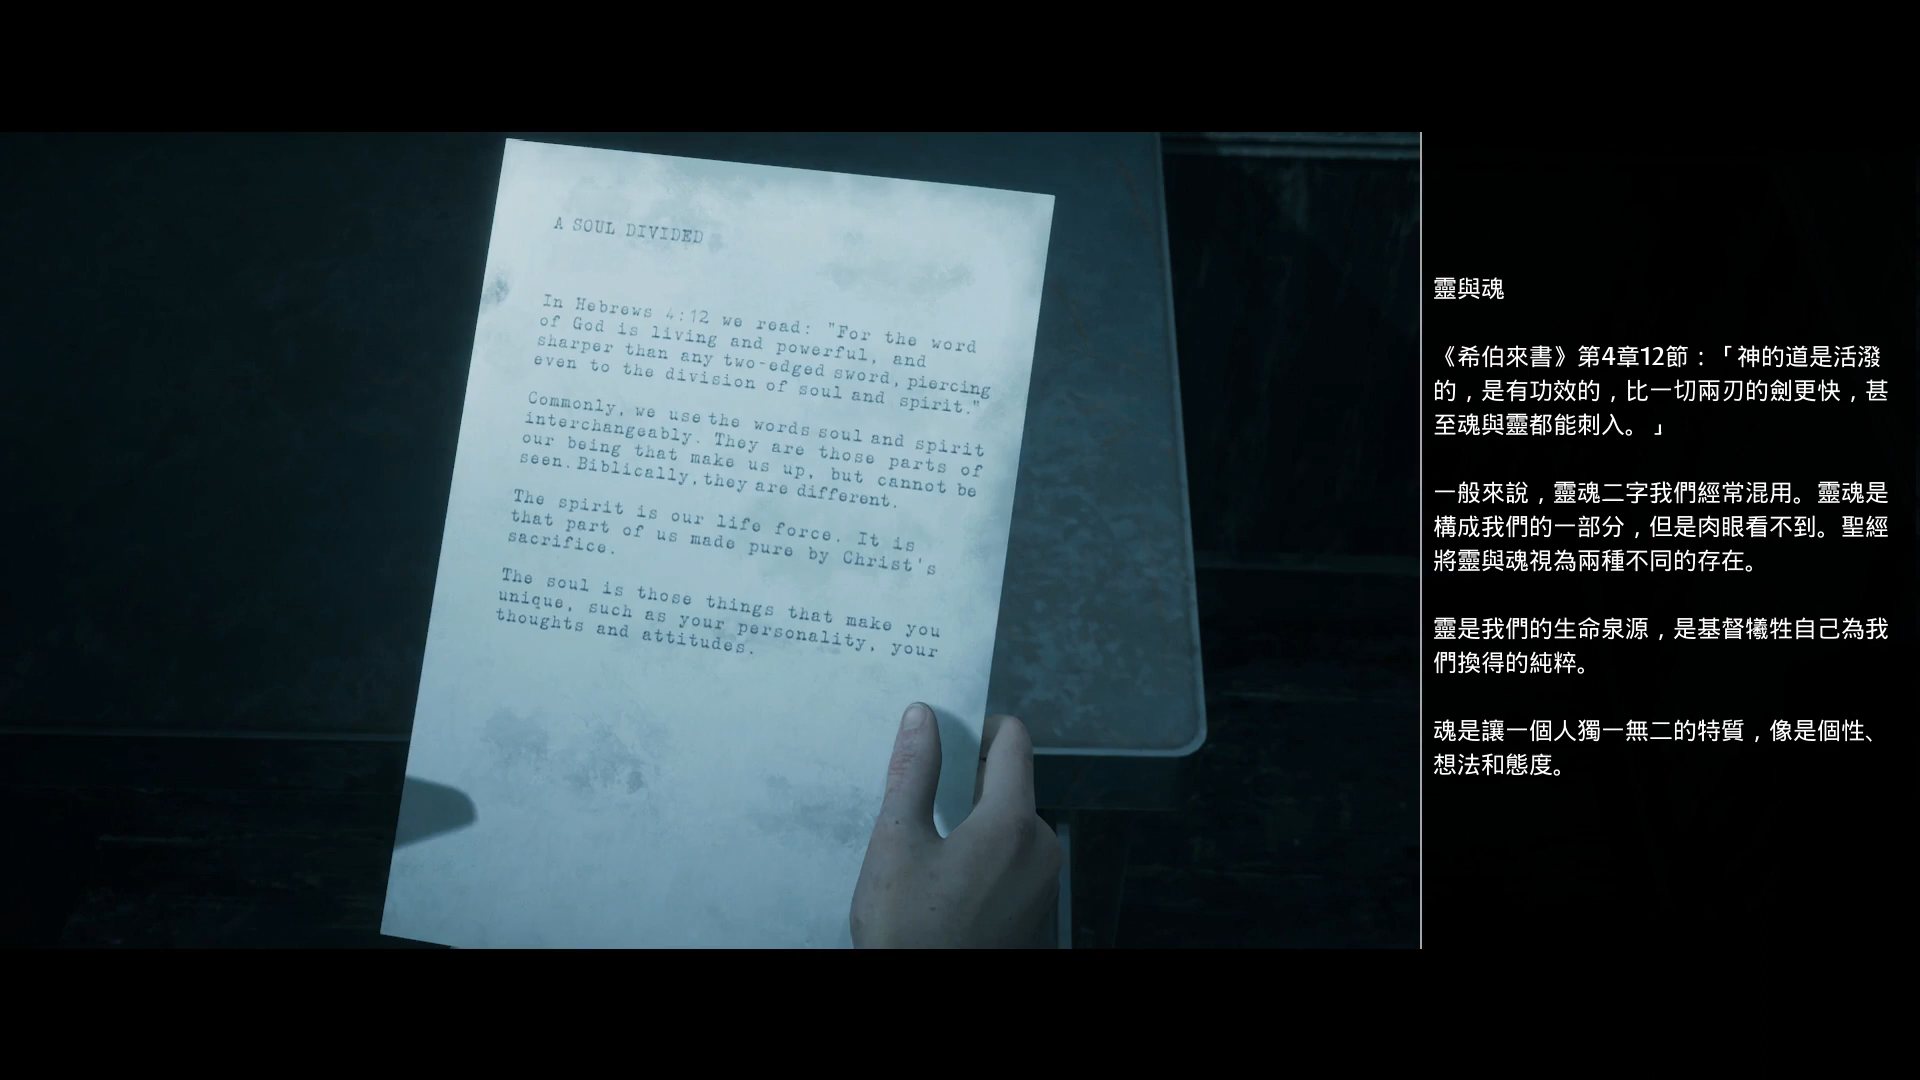 A SOUL DIVIDED
In Hebrews 4:12 we read: "For the word
of God is living and powerful, and
sharper than any two-edged sword, piercing
even to the division of soul and spirit."
Commonly, we use the words soul and spirit
interchangeably. They are those parts of
our being that make us up, but cannot be
seen. Biblically, they are different.
The spirit is our life force. It is
that part of us made pure by Christ's
sacrifice.
The soul is those things that make you
unique, such as your personality, your
thoughts and attitudes.
靈與魂
《希伯來書》第4章12節：「神的道是活潑
的，是有功效的，比一切兩刃的劍更快，甚
至魂與靈都能刺入。」
一般來說，靈魂二字我們經常混用。靈魂是
構成我們的一部分，但是肉眼看不到。聖經
將靈與魂視為兩種不同的存在。
靈是我們的生命泉源，是基督犧牲自己為我
們換得的純粹。
魂是讓一個人獨一無二的特質，像是個性、
想法和態度。